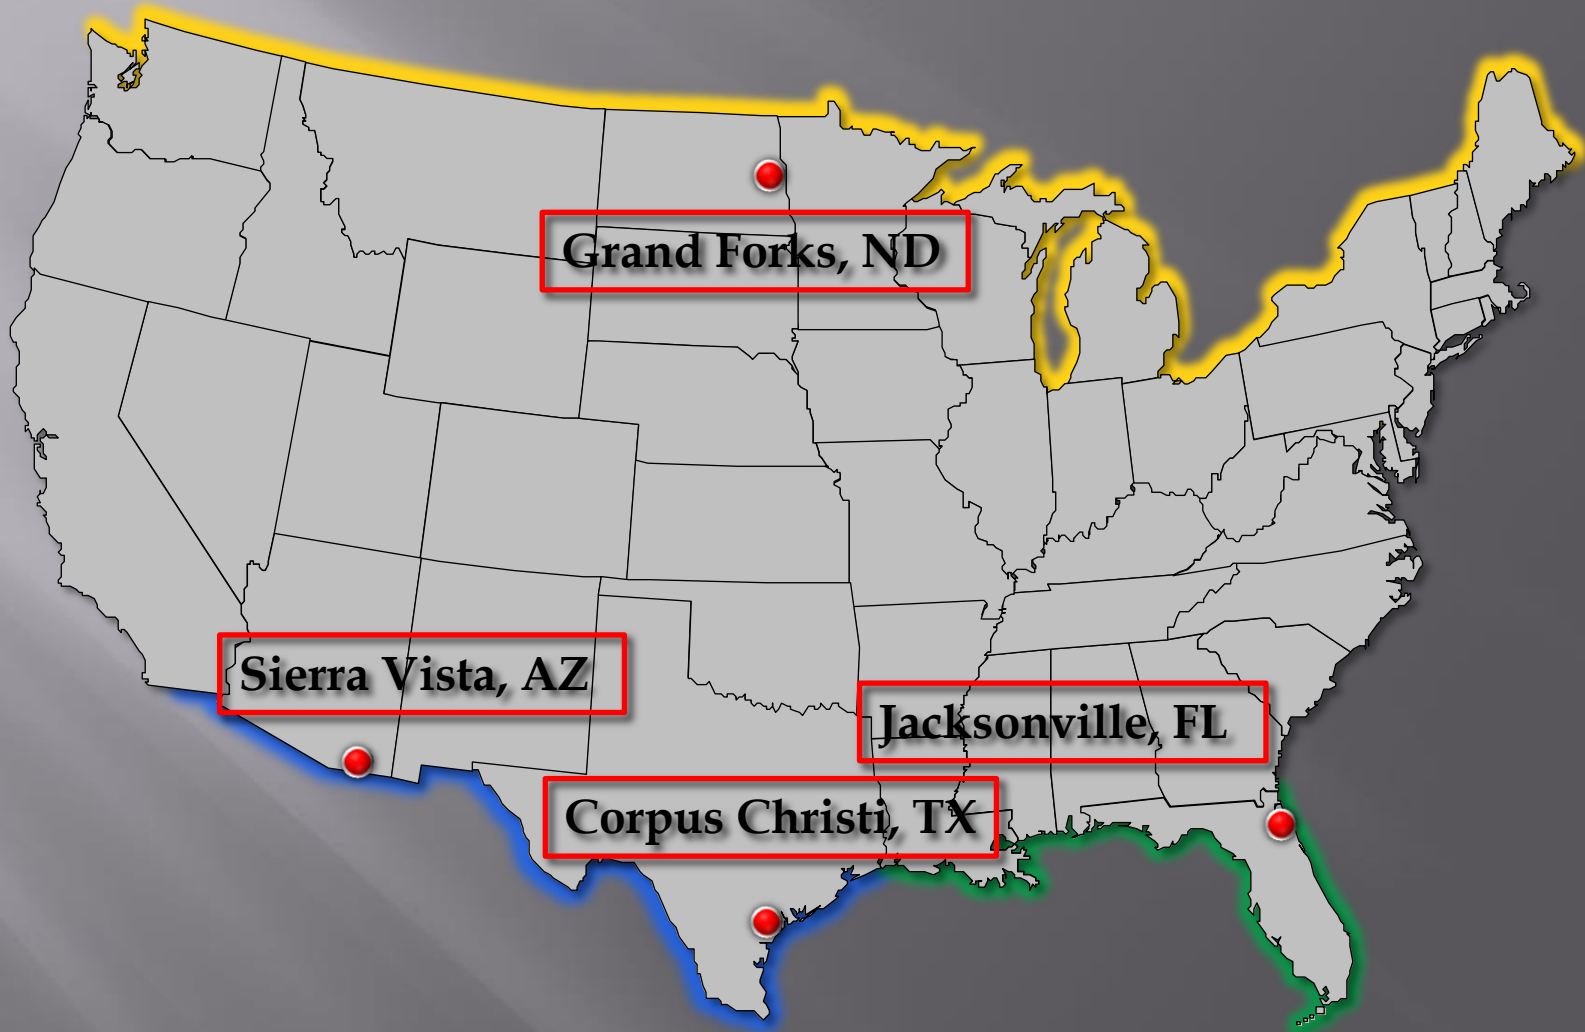 Grand Forks, ND
Sierra Vista, AZ
Jacksonville, FL
Corpus Christi, TX